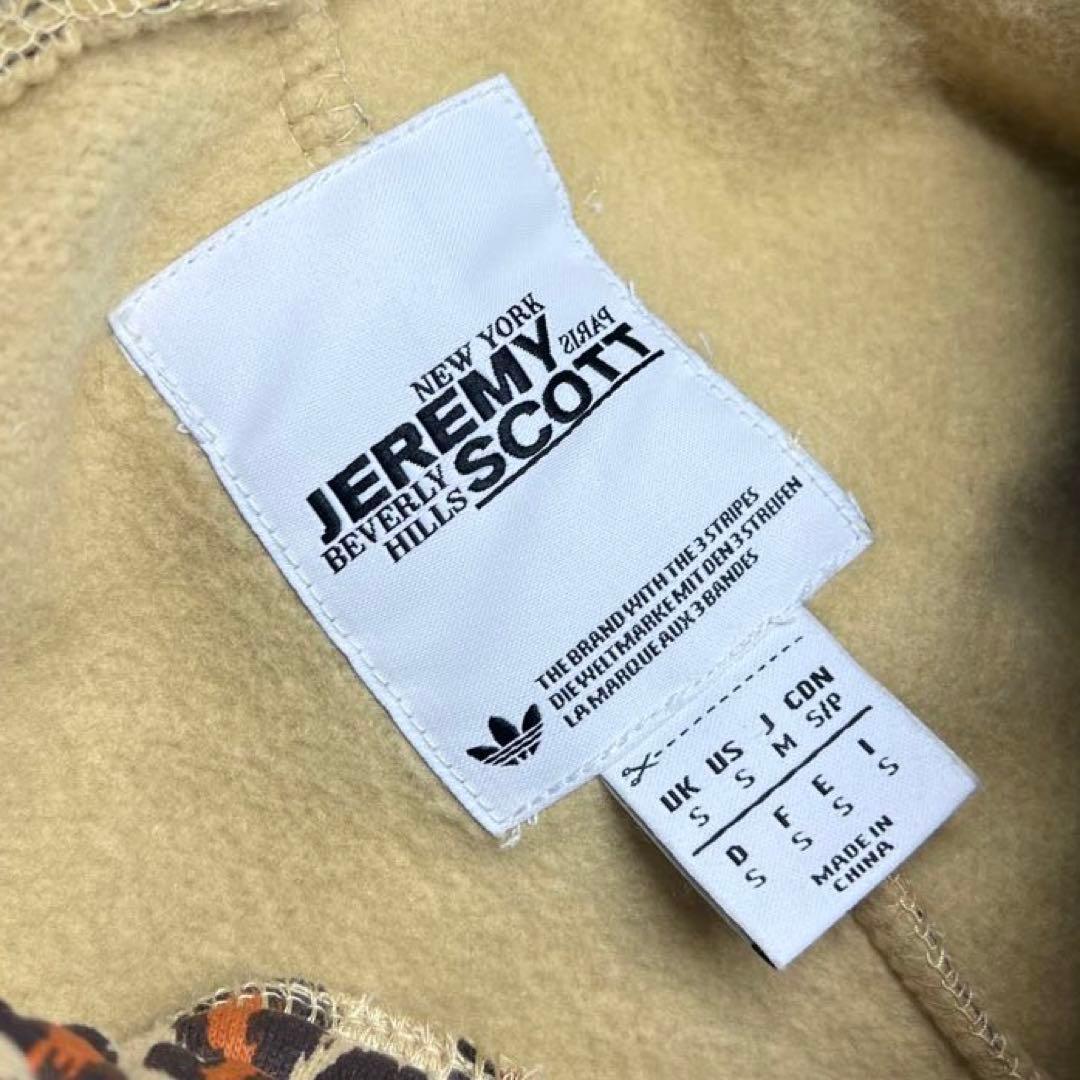 NEW YORK
JEREMY PARIS
BEVERLY SCOTT
HILLS
THE BRAND WITH THE 3 STRIPES
DIE WELTMARKE MIT DEN 3 STREIFEN
LA MARQUE AUX 3 BANDES
UK US J CDN
S S M S/P
D F E I
S S S S
MADE IN
CHINA